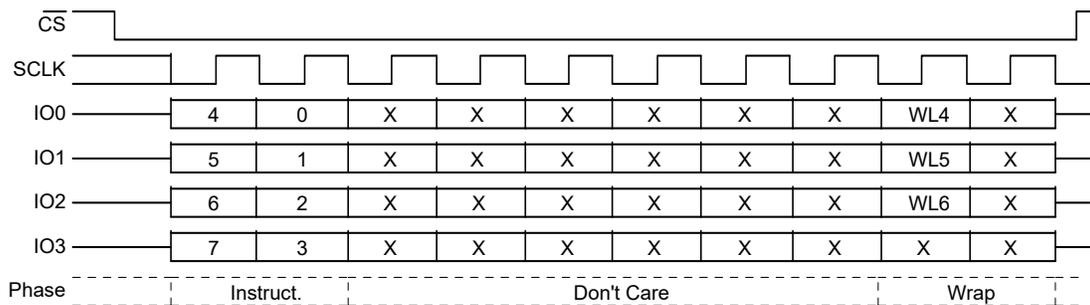 CS
SCLK
IO0 4 0 X X X X X X WL4 X
IO1 5 1 X X X X X X WL5 X
IO2 6 2 X X X X X X WL6 X
IO3 7 3 X X X X X X X X
Phase Instruct. Don't Care Wrap